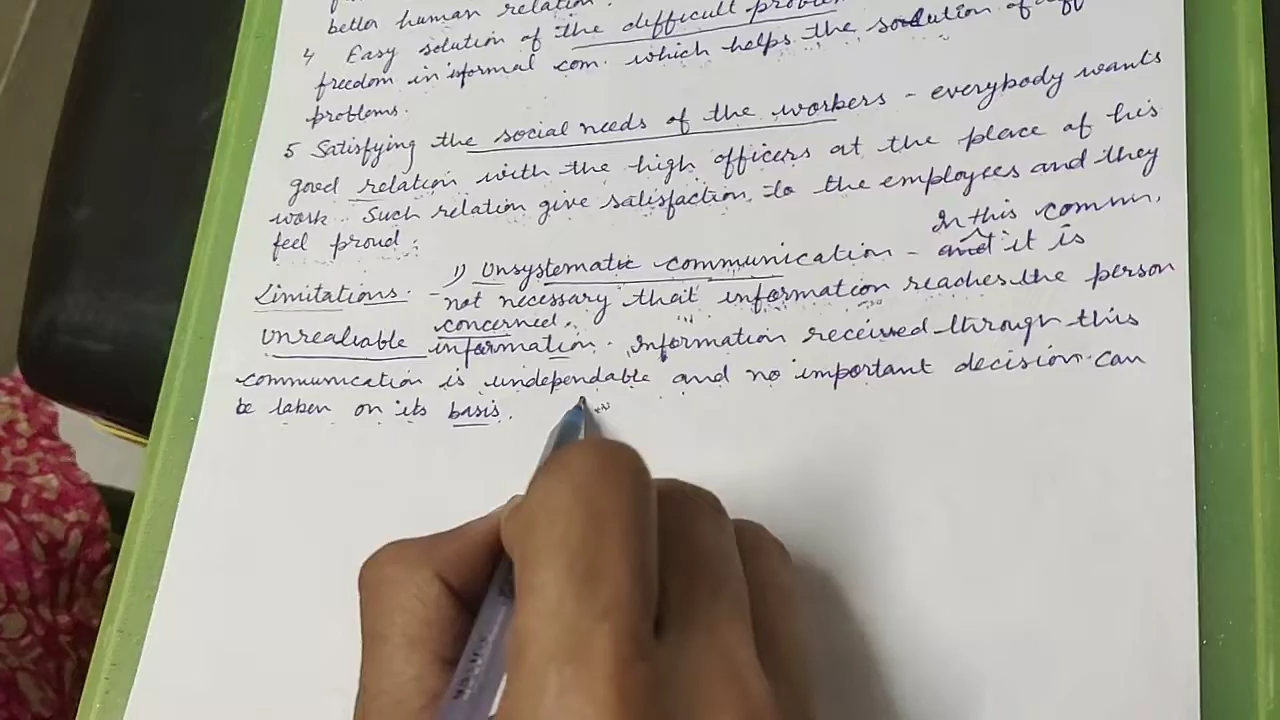 better human relation.
4 Easy solution of the difficult
freedom in informal com. which helps the solution of
problems.
5 Satisfying the social needs of the workers - everybody wants
good relation with the high officers at the place of his
work. Such relation give satisfaction to the employees and they
feel proud.
In this commun.
Limitations. - 1) Unsystematic communication - and it is
not necessary that information reaches the person
concerned.
Unrealiable information. Information received through this
communication is undependable and no important decision can
be taken on its basis.